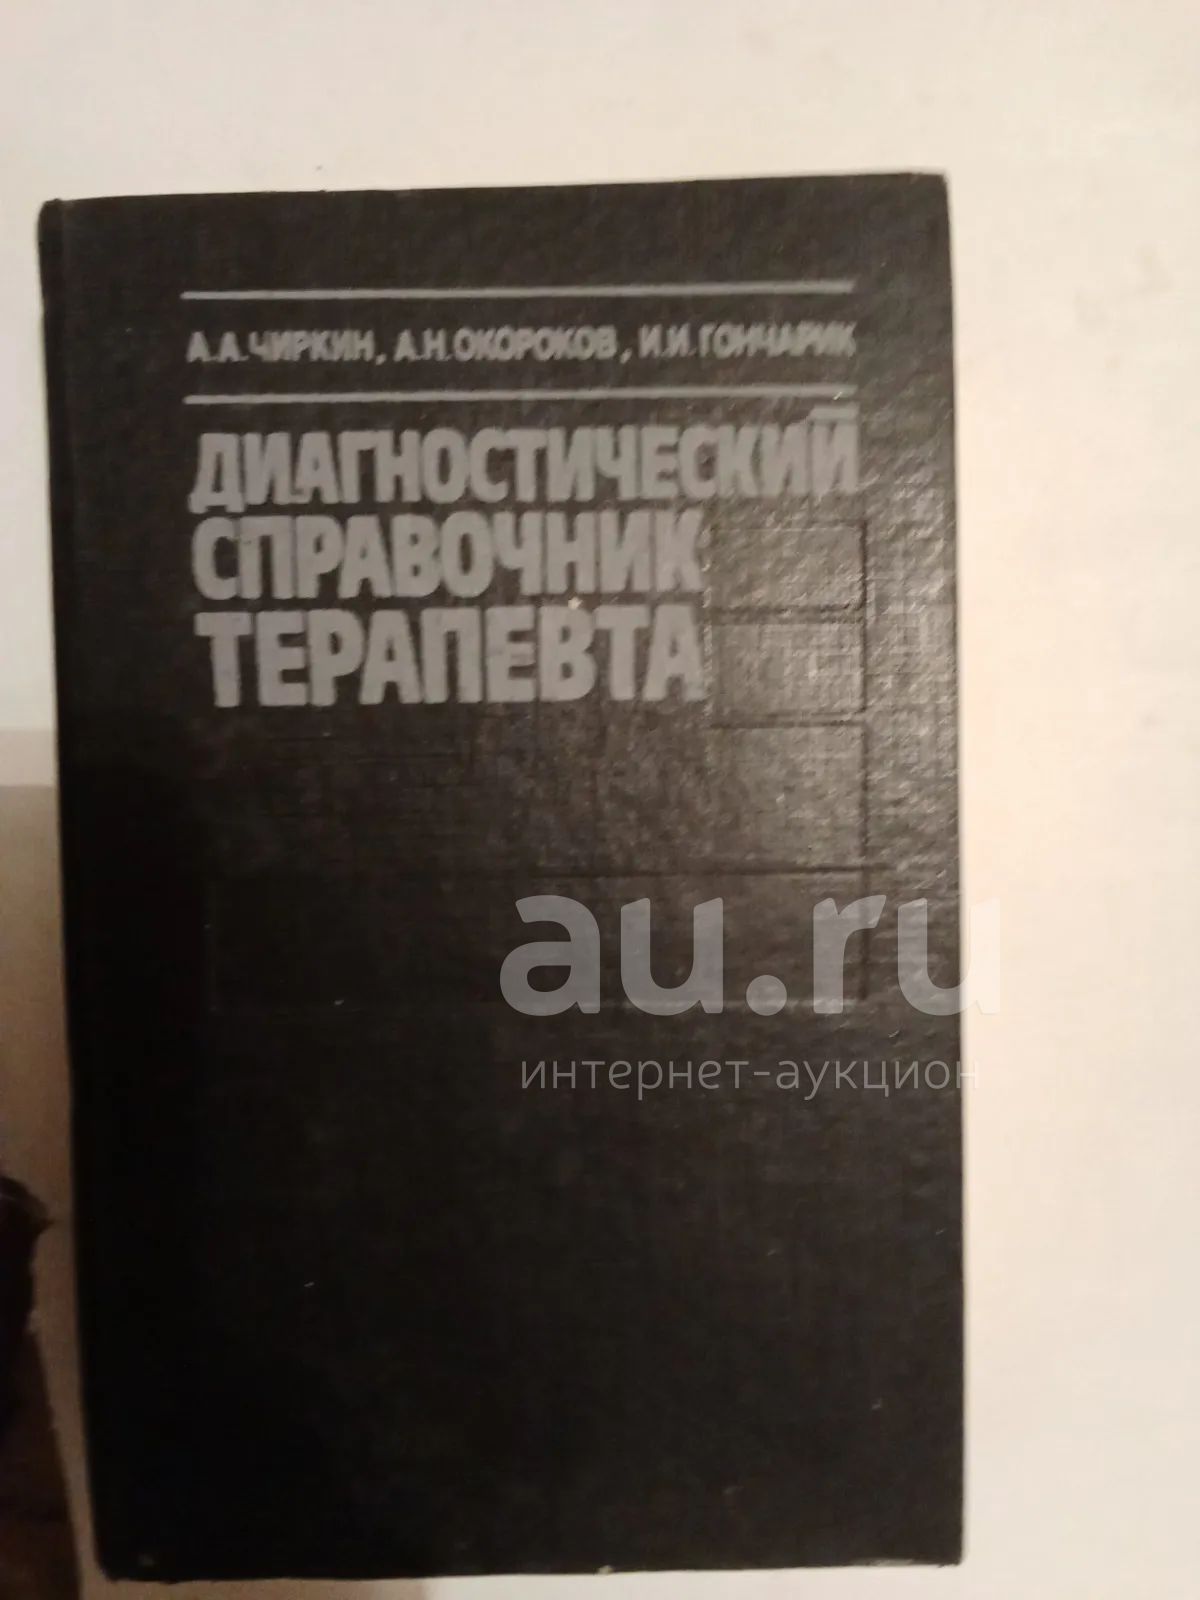 А.А.ЧИРКИН, А.Н.ОКОРОКОВ, И.И.ГОНЧАРИК
ДИАГНОСТИЧЕСКИЙ
СПРАВОЧНИК
ТЕРАПЕВТА
au.ru
интернет-аукцион